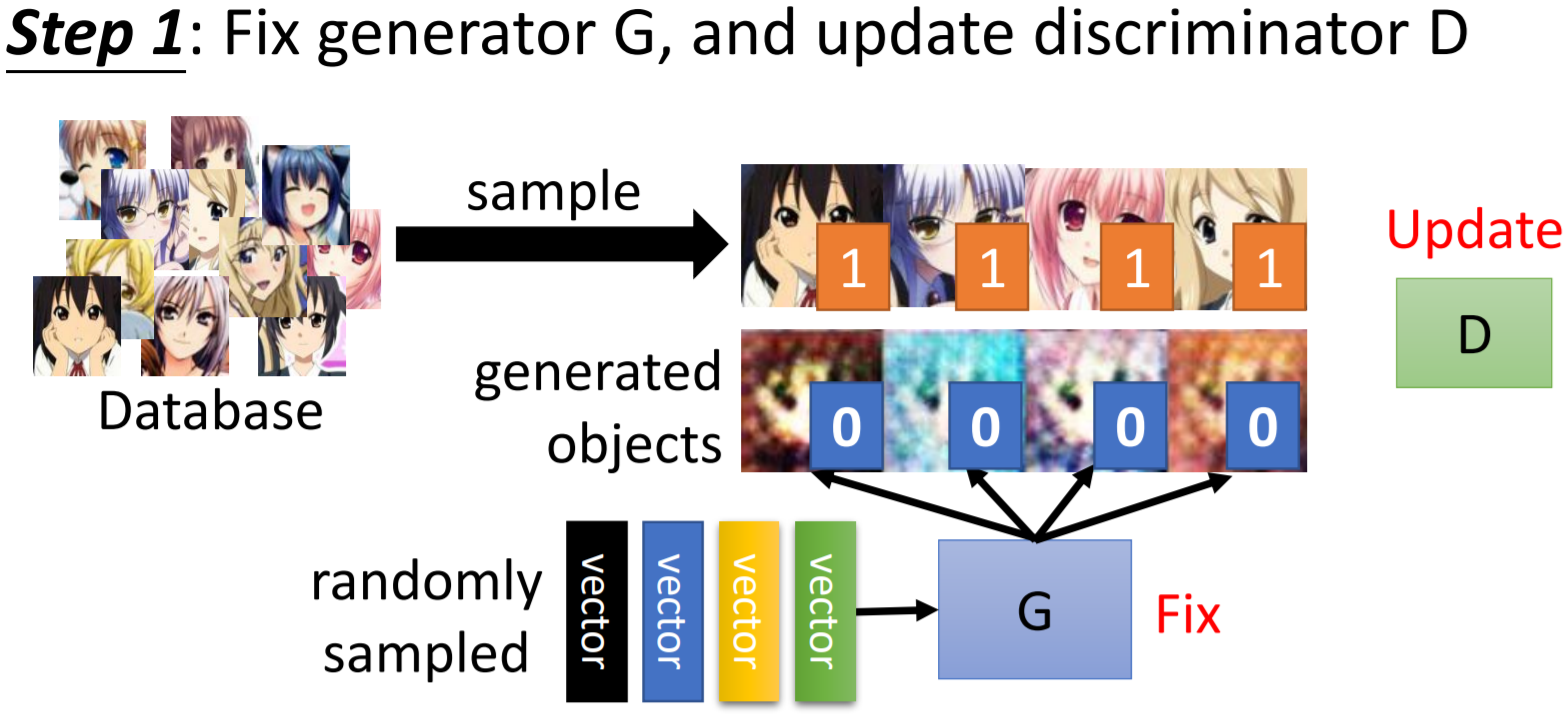 Step 1: Fix generator G, and update discriminator D
sample
1 1 1 1
Update
D
Database
generated
objects
0 0 0 0
randomly
sampled
vector
vector
vector
vector
G
Fix